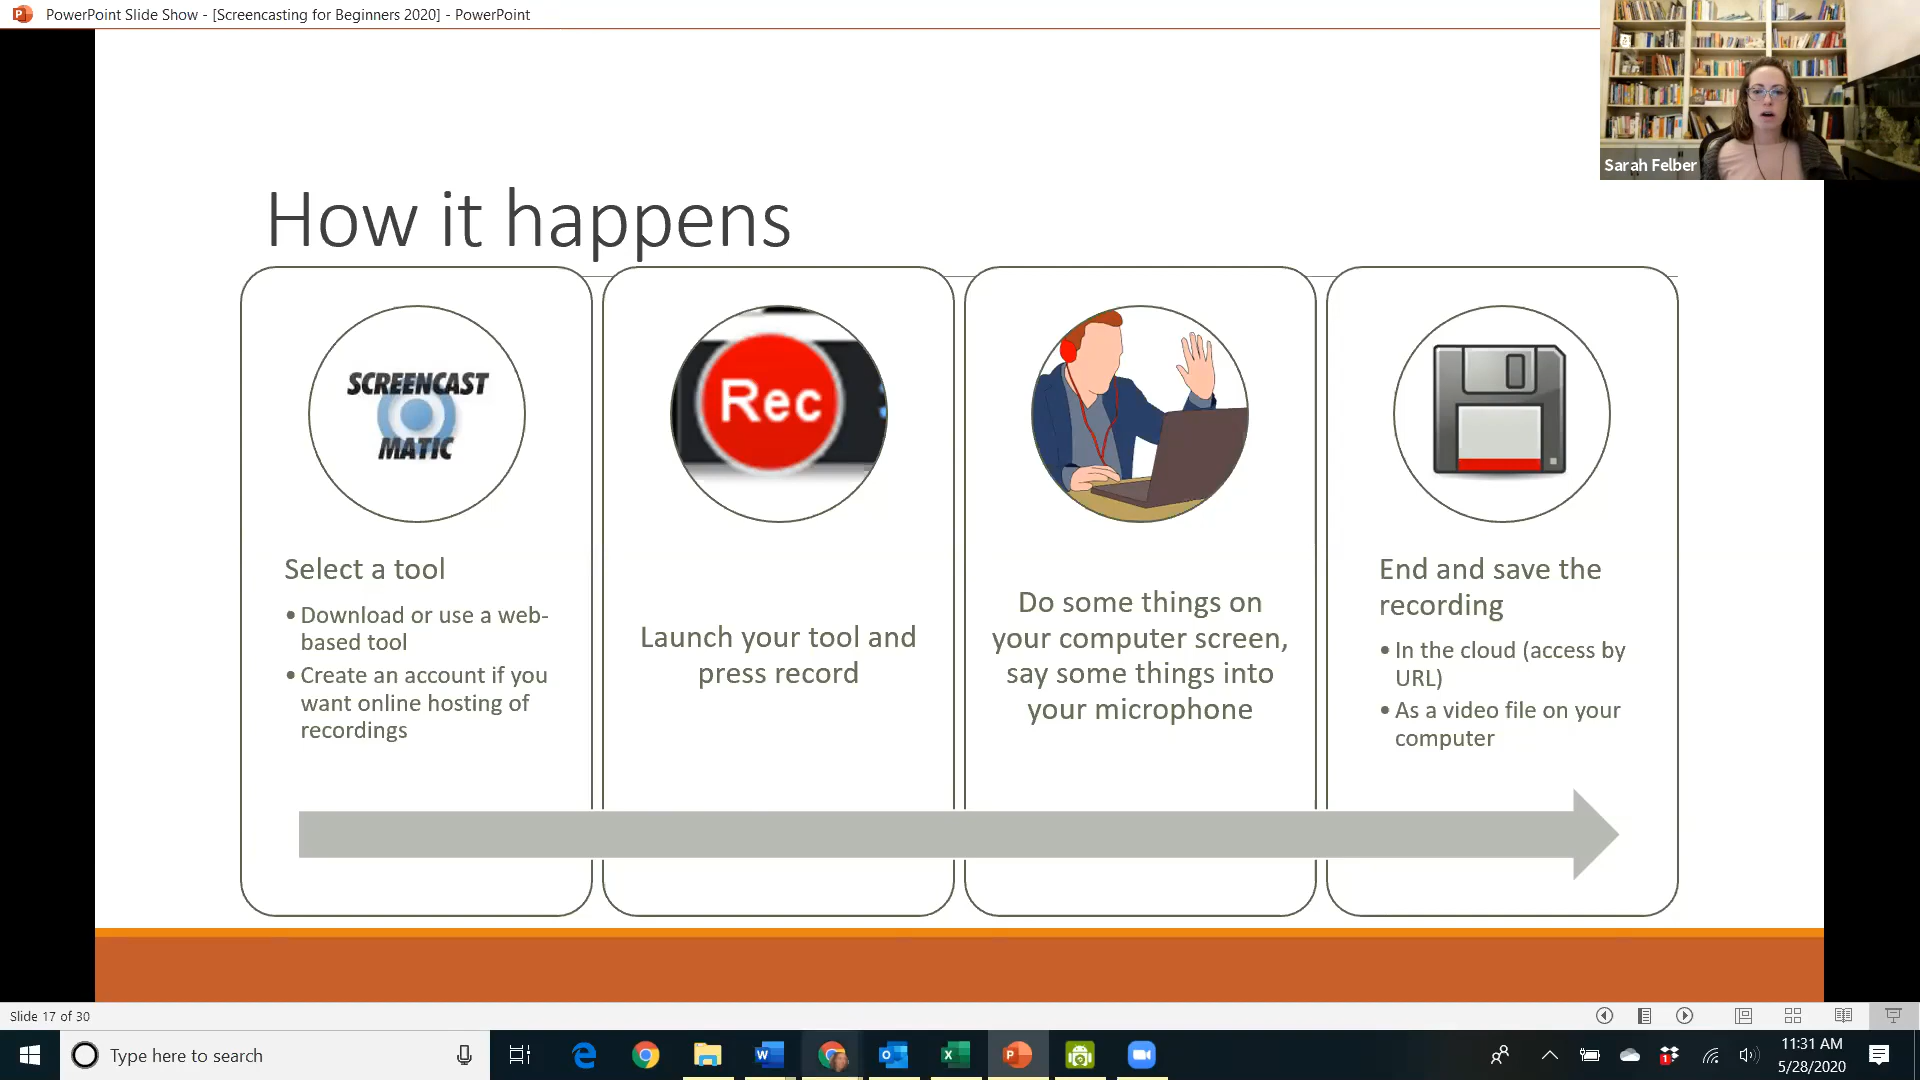 PowerPoint Slide Show - [Screencasting for Beginners 2020] - PowerPoint
Sarah Felber
How it happens
SCREENCAST
MATIC
Select a tool
• Download or use a web-
based tool
• Create an account if you
want online hosting of
recordings
Rec
Launch your tool and
press record
Do some things on
your computer screen,
say some things into
your microphone
End and save the
recording
• In the cloud (access by
URL)
• As a video file on your
computer
Slide 17 of 30
Type here to search
11:31 AM
5/28/2020